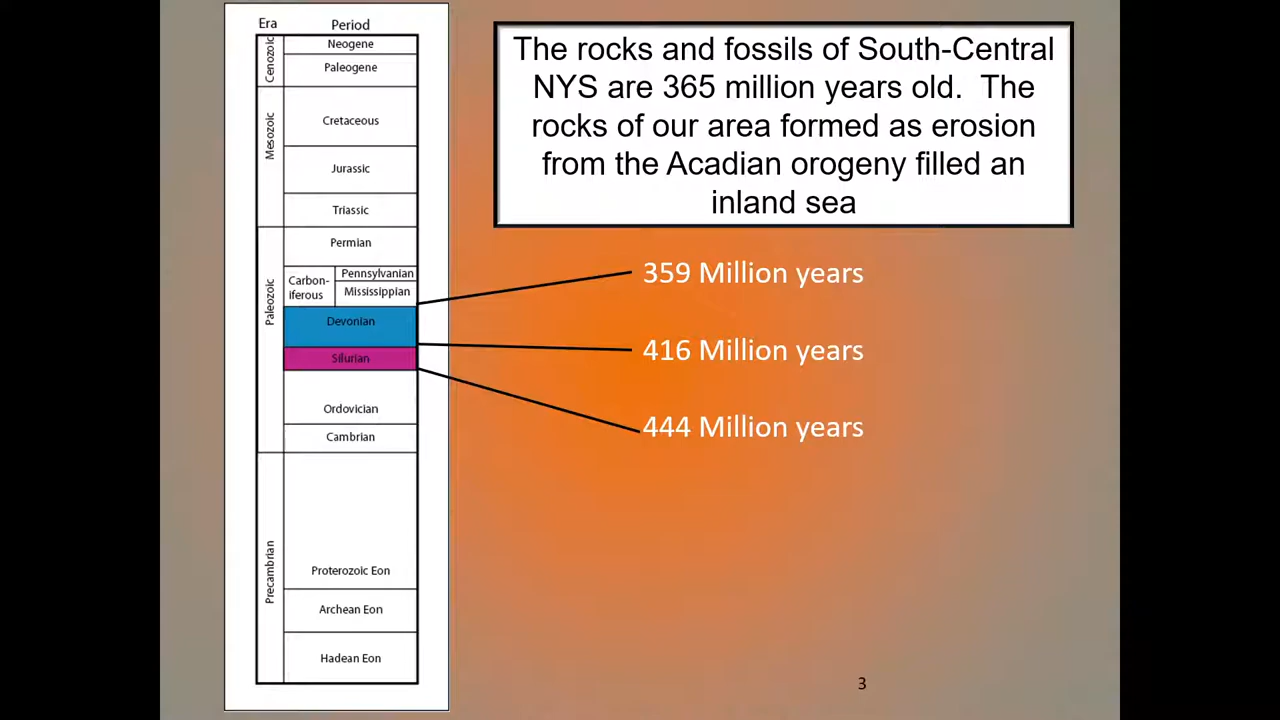 Era Period
Cenozoic
Neogene
Paleogene
Mesozoic
Cretaceous
Jurassic
Triassic
Paleozoic
Permian
Carbon-
iferous
Pennsylvanian
Mississippian
Devonian
Silurian
Ordovician
Cambrian
Precambrian
Proterozoic Eon
Archean Eon
Hadean Eon
The rocks and fossils of South-Central
NYS are 365 million years old.  The
rocks of our area formed as erosion
from the Acadian orogeny filled an
inland sea
359 Million years
416 Million years
444 Million years
3